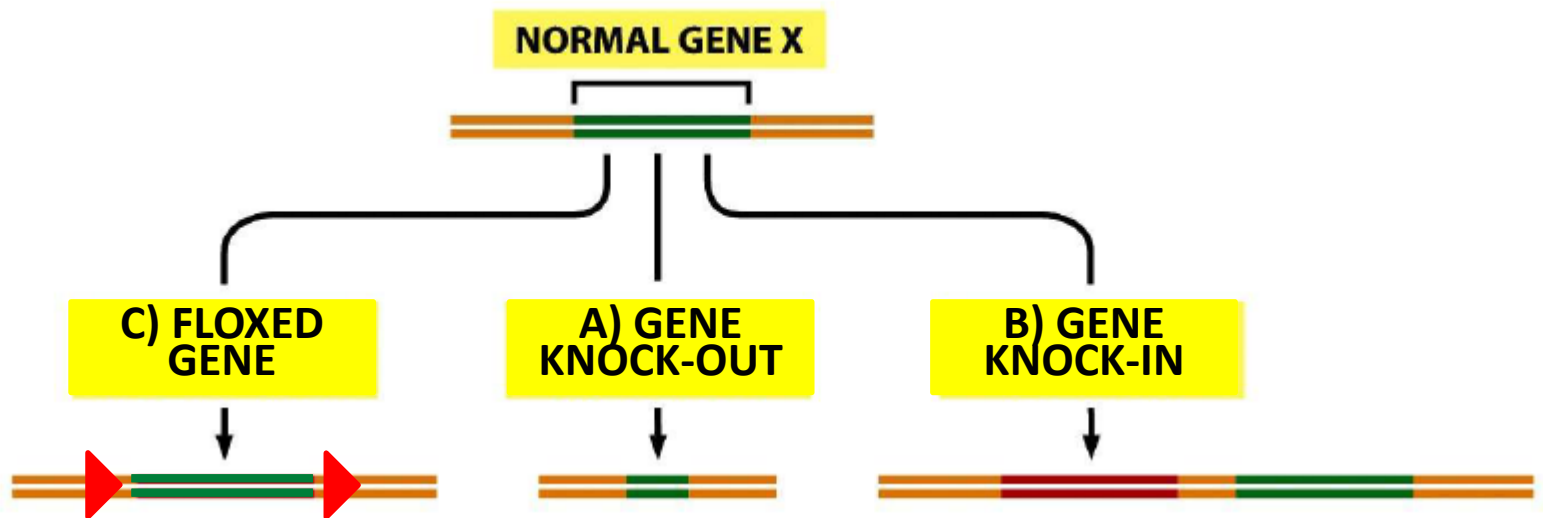 NORMAL GENE X
C) FLOXED
GENE
A) GENE
KNOCK-OUT
B) GENE
KNOCK-IN